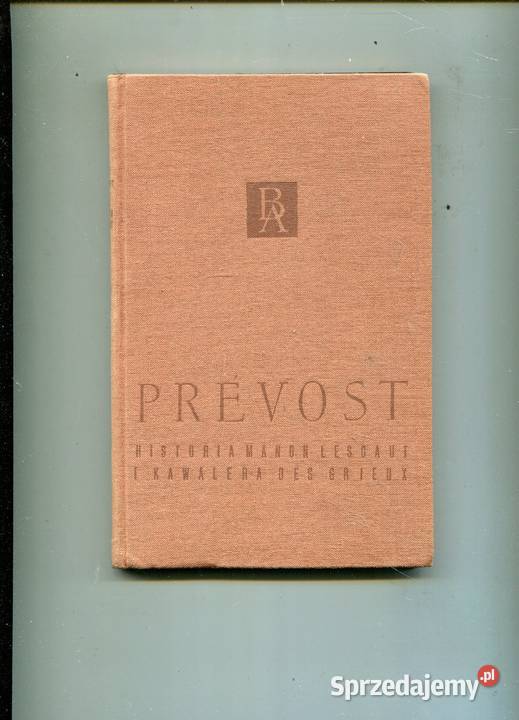 BA
PRÉVOST
HISTORIA MANON LESCAUT
I KAWALERA DES GRIEUX
Sprzedajemy.pl